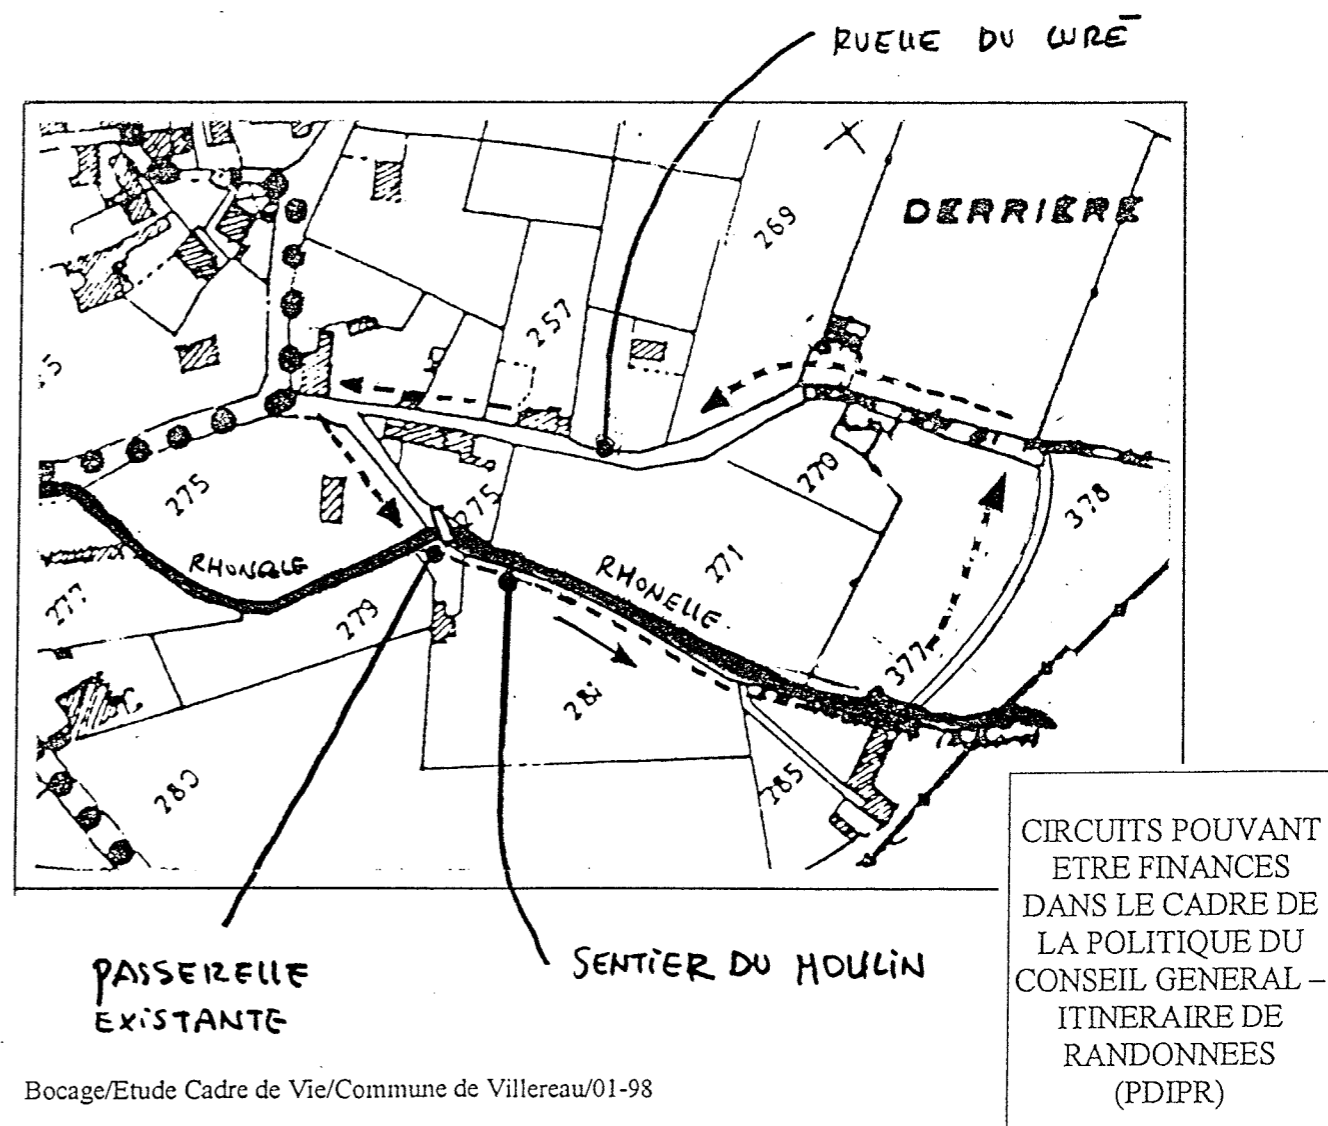 RUELLE DU CURÉ
DERRIÈRE
269
257
275
270
378
275
RHONELLE
RHONELLE
271
277
279
377
281
280
285
PASSERELLE
EXISTANTE
SENTIER DU MOULIN
CIRCUITS POUVANT
ETRE FINANCES
DANS LE CADRE DE
LA POLITIQUE DU
CONSEIL GENERAL –
ITINERAIRE DE
RANDONNEES
(PDIPR)
Bocage/Etude Cadre de Vie/Commune de Villereau/01-98